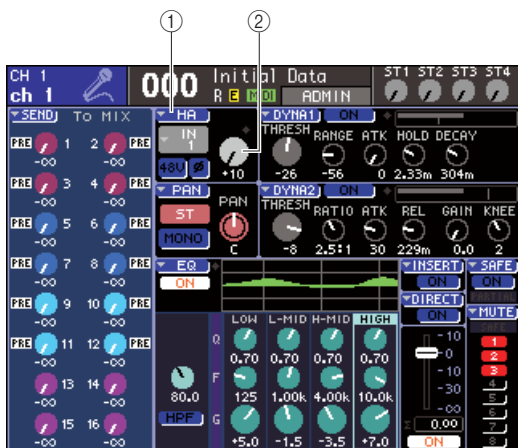 ① ②
CH 1 000 Initial Data ST1 ST2 ST3 ST4
ch 1 R E MIDI ADMIN
SEND To MIX HA DYNA1 ON
PRE 1 2 PRE IN 1 THRESH RANGE ATK HOLD DECAY
-∞ -∞ 48V Ø +10 -26 -56 0 2.33m 304m
PRE 3 4 PRE PAN DYNA2 ON
-∞ -∞ ST PAN THRESH RATIO ATK REL GAIN KNEE
PRE 5 6 PRE MONO C -8 2.5:1 30 229m 0.0 2
-∞ -∞
PRE 7 8 PRE EQ INSERT SAFE
-∞ -∞ ON ON ON
PARTIAL
PRE 9 10 PRE LOW L-MID H-MID HIGH DIRECT MUTE
-∞ -∞ Q 0.70 0.70 0.70 0.70 ON SAFE
PRE 11 12 PRE F 125 1.00k 4.00k 10.0k -10 1
-∞ -∞ 80.0 -0 2
13 14 HPF G +5.0 -1.5 -3.5 +7.0 -10 3
-∞ -∞ -30 4
15 16 -∞ 5
-∞ -∞ Σ 0.00 6
ON 7
8